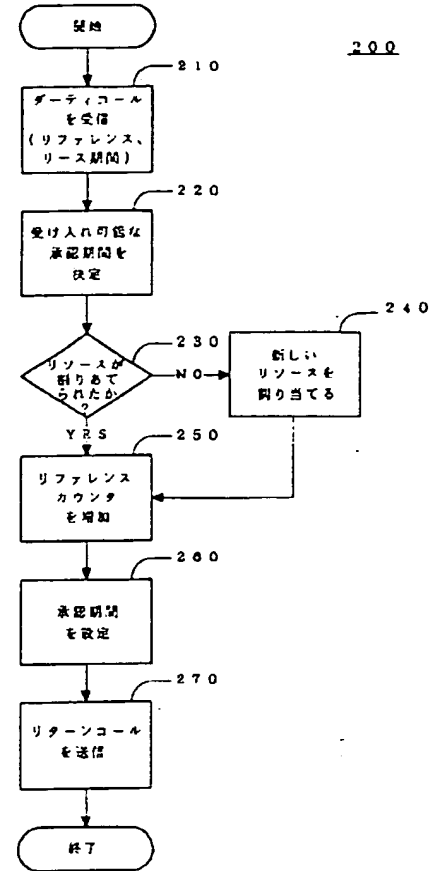 開始
200
210
ダーティコール
を受信
(リファレンス、
リース期間)
220
受け入れ可能な
承認期間を
決定
230
リソースが
割りあて
られたか
?
NO
240
新しい
リソースを
割り当てる
YRS
250
リファレンス
カウンタ
を増加
260
承認期間
を設定
270
リターンコール
を送信
終了